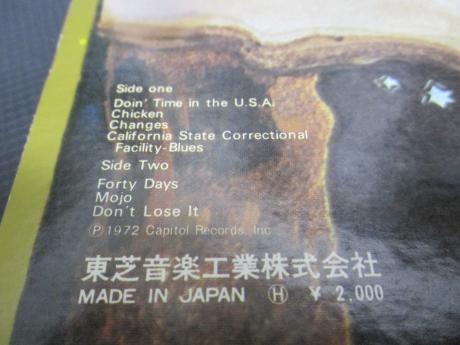 Side one
Doin' Time in the U.S.A.
Chicken
Changes
California State Correctional
Facility-Blues
Side Two
Forty Days
Mojo
Don't Lose It
Ⓟ 1972 Capitol Records, Inc
東芝音楽工業株式会社
MADE IN JAPAN Ⓗ ¥ 2,000